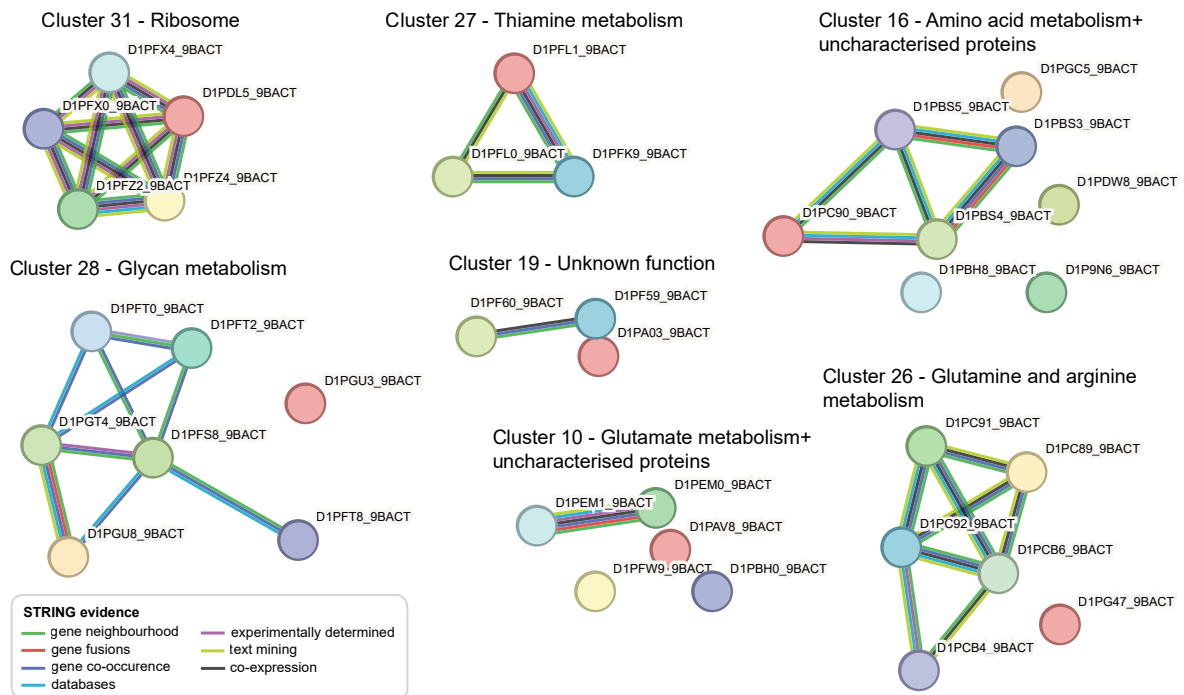 Cluster 31 - Ribosome
D1PFX4_9BACT
D1PDL5_9BACT
D1PFX0_9BACT
D1PFZ4_9BACT
D1PFZ2_9BACT
Cluster 27 - Thiamine metabolism
D1PFL1_9BACT
D1PFL0_9BACT
D1PFK9_9BACT
Cluster 16 - Amino acid metabolism+
uncharacterised proteins
D1PGC5_9BACT
D1PBS5_9BACT
D1PBS3_9BACT
D1PDW8_9BACT
D1PC90_9BACT
D1PBS4_9BACT
D1PBH8_9BACT
D1P9N6_9BACT
Cluster 28 - Glycan metabolism
D1PFT0_9BACT
D1PFT2_9BACT
D1PGU3_9BACT
D1PGT4_9BACT
D1PFS8_9BACT
D1PGU8_9BACT
D1PFT8_9BACT
Cluster 19 - Unknown function
D1PF60_9BACT
D1PF59_9BACT
D1PA03_9BACT
Cluster 10 - Glutamate metabolism+
uncharacterised proteins
D1PEM0_9BACT
D1PEM1_9BACT
D1PAV8_9BACT
D1PFW9_9BACT
D1PBH0_9BACT
Cluster 26 - Glutamine and arginine
metabolism
D1PC91_9BACT
D1PC89_9BACT
D1PC92_9BACT
D1PCB6_9BACT
D1PG47_9BACT
D1PCB4_9BACT
STRING evidence
gene neighbourhood
gene fusions
gene co-occurence
databases
experimentally determined
text mining
co-expression